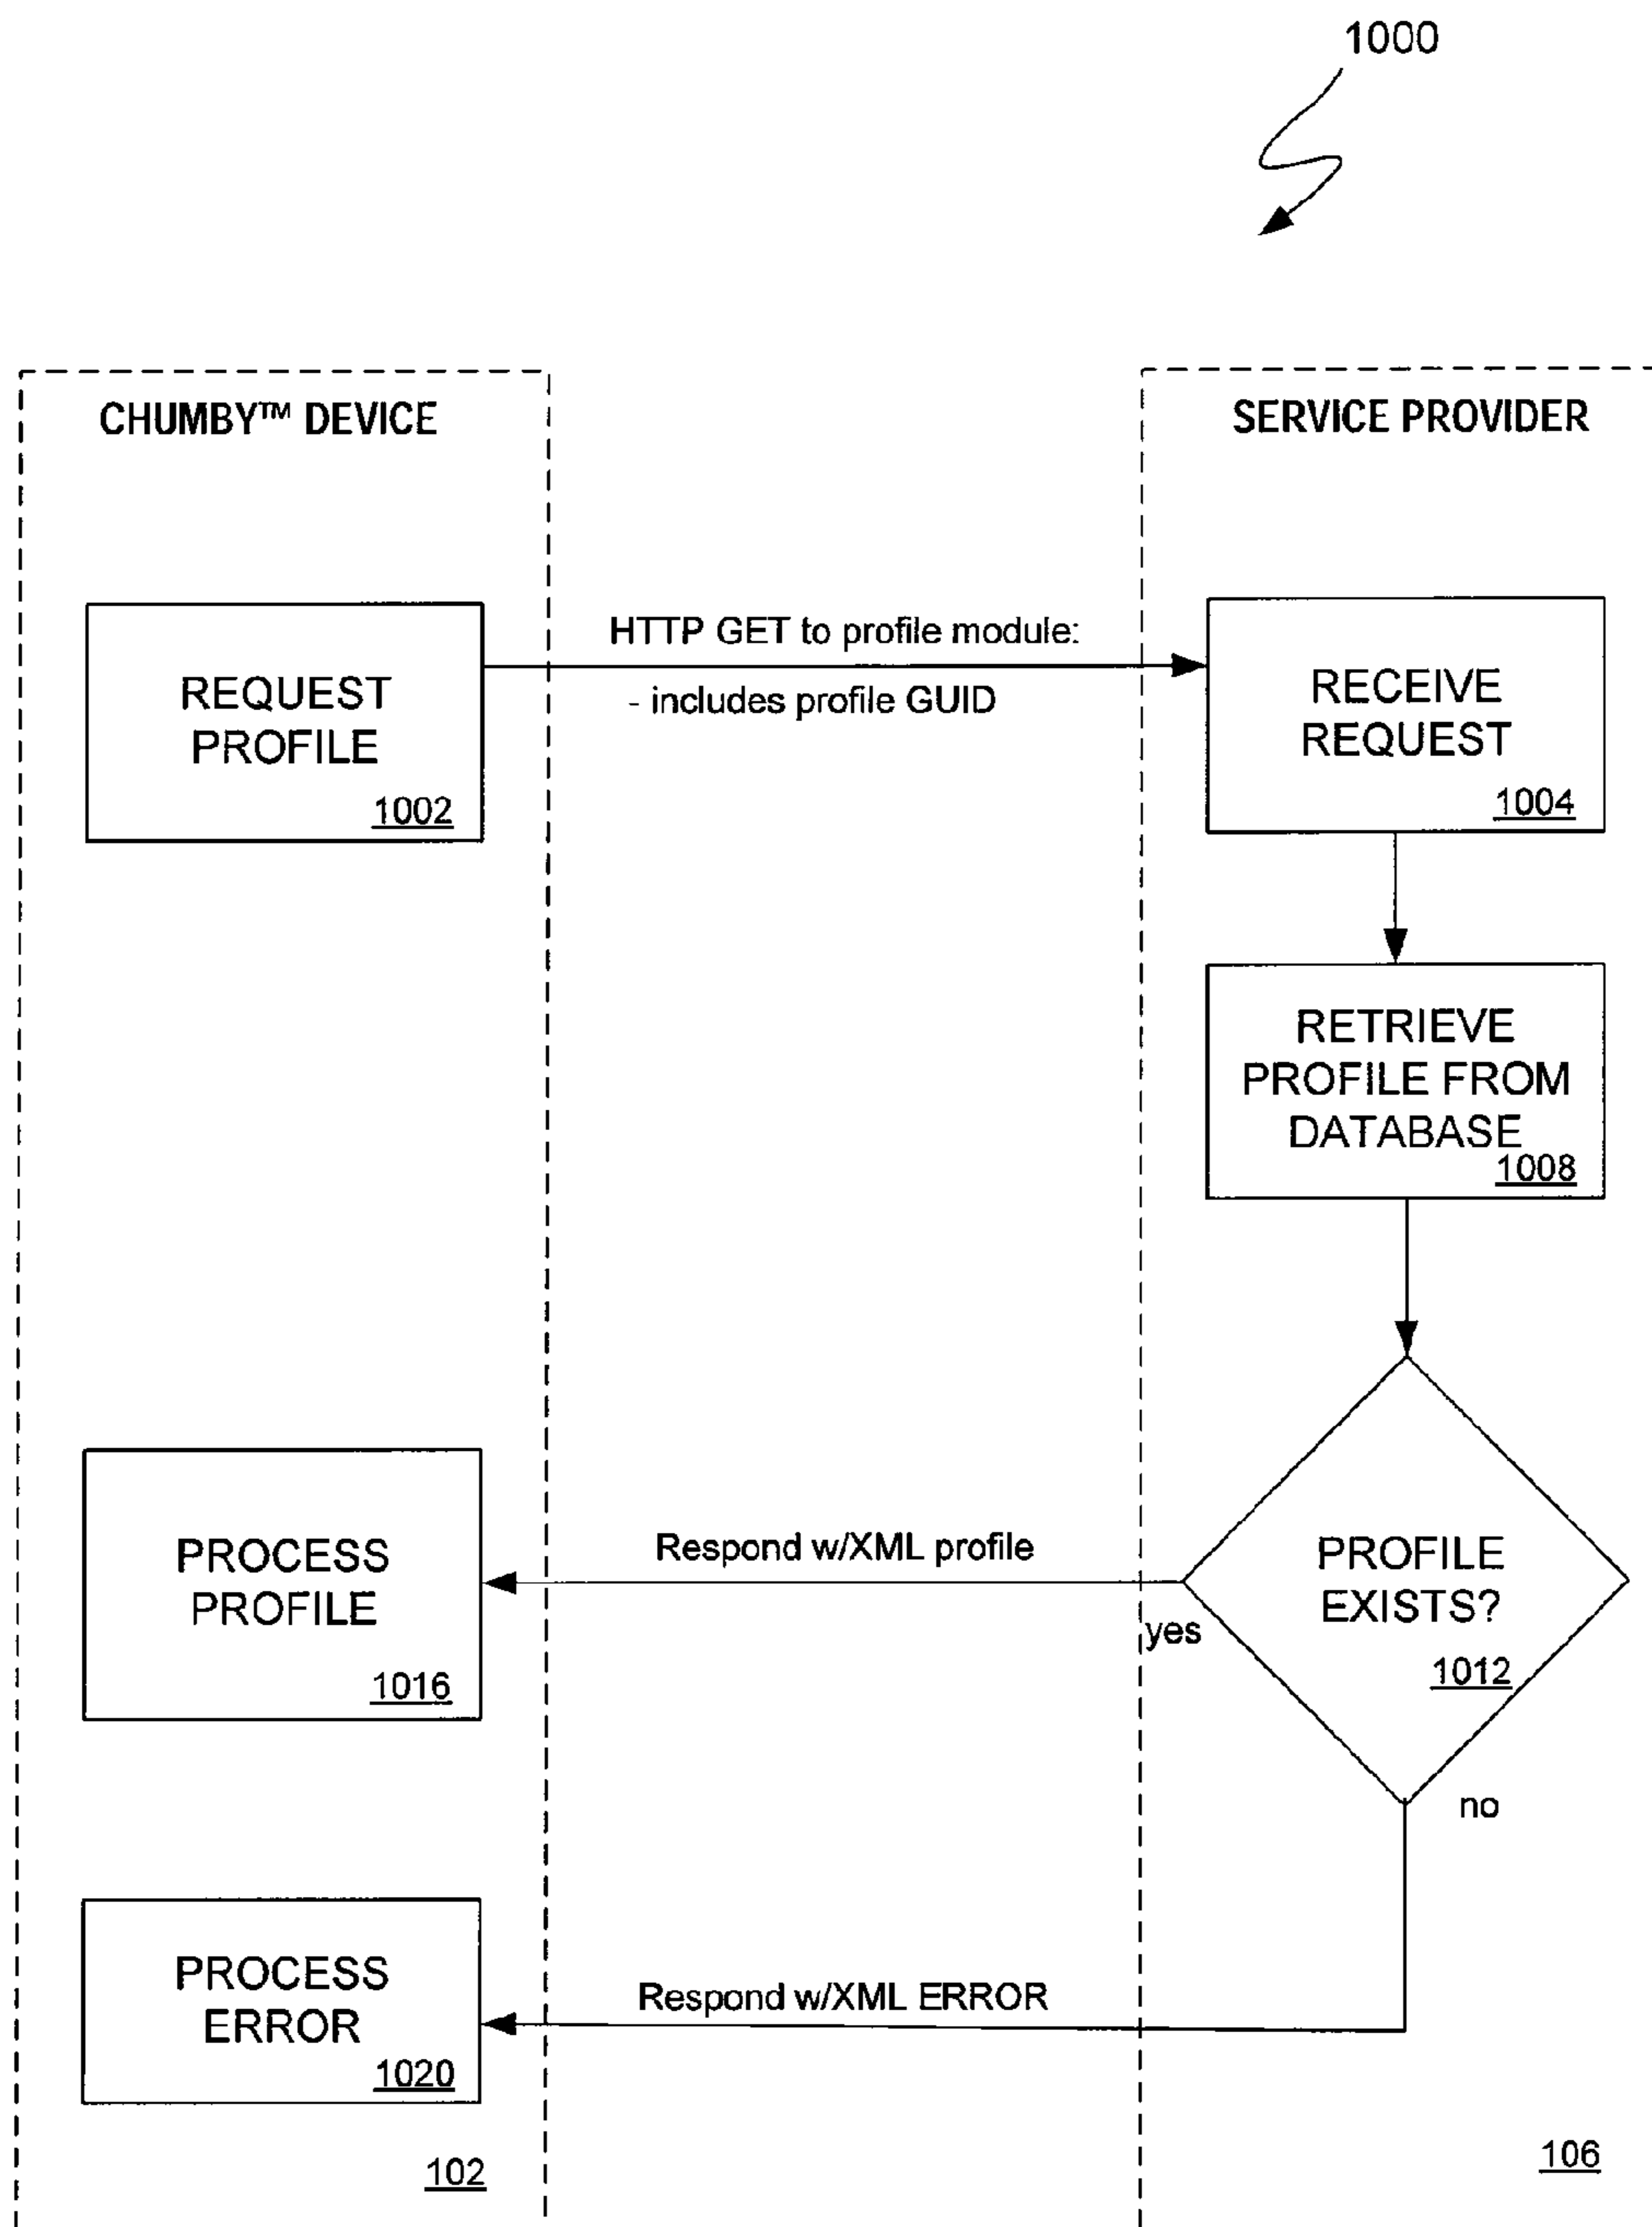 1000
CHUMBY™ DEVICE
SERVICE PROVIDER
REQUEST
PROFILE
1002
HTTP GET to profile module:
- includes profile GUID
RECEIVE
REQUEST
1004
RETRIEVE
PROFILE FROM
DATABASE
1008
PROFILE
EXISTS?
1012
yes
Respond w/XML profile
PROCESS
PROFILE
1016
no
Respond w/XML ERROR
PROCESS
ERROR
1020
102
106